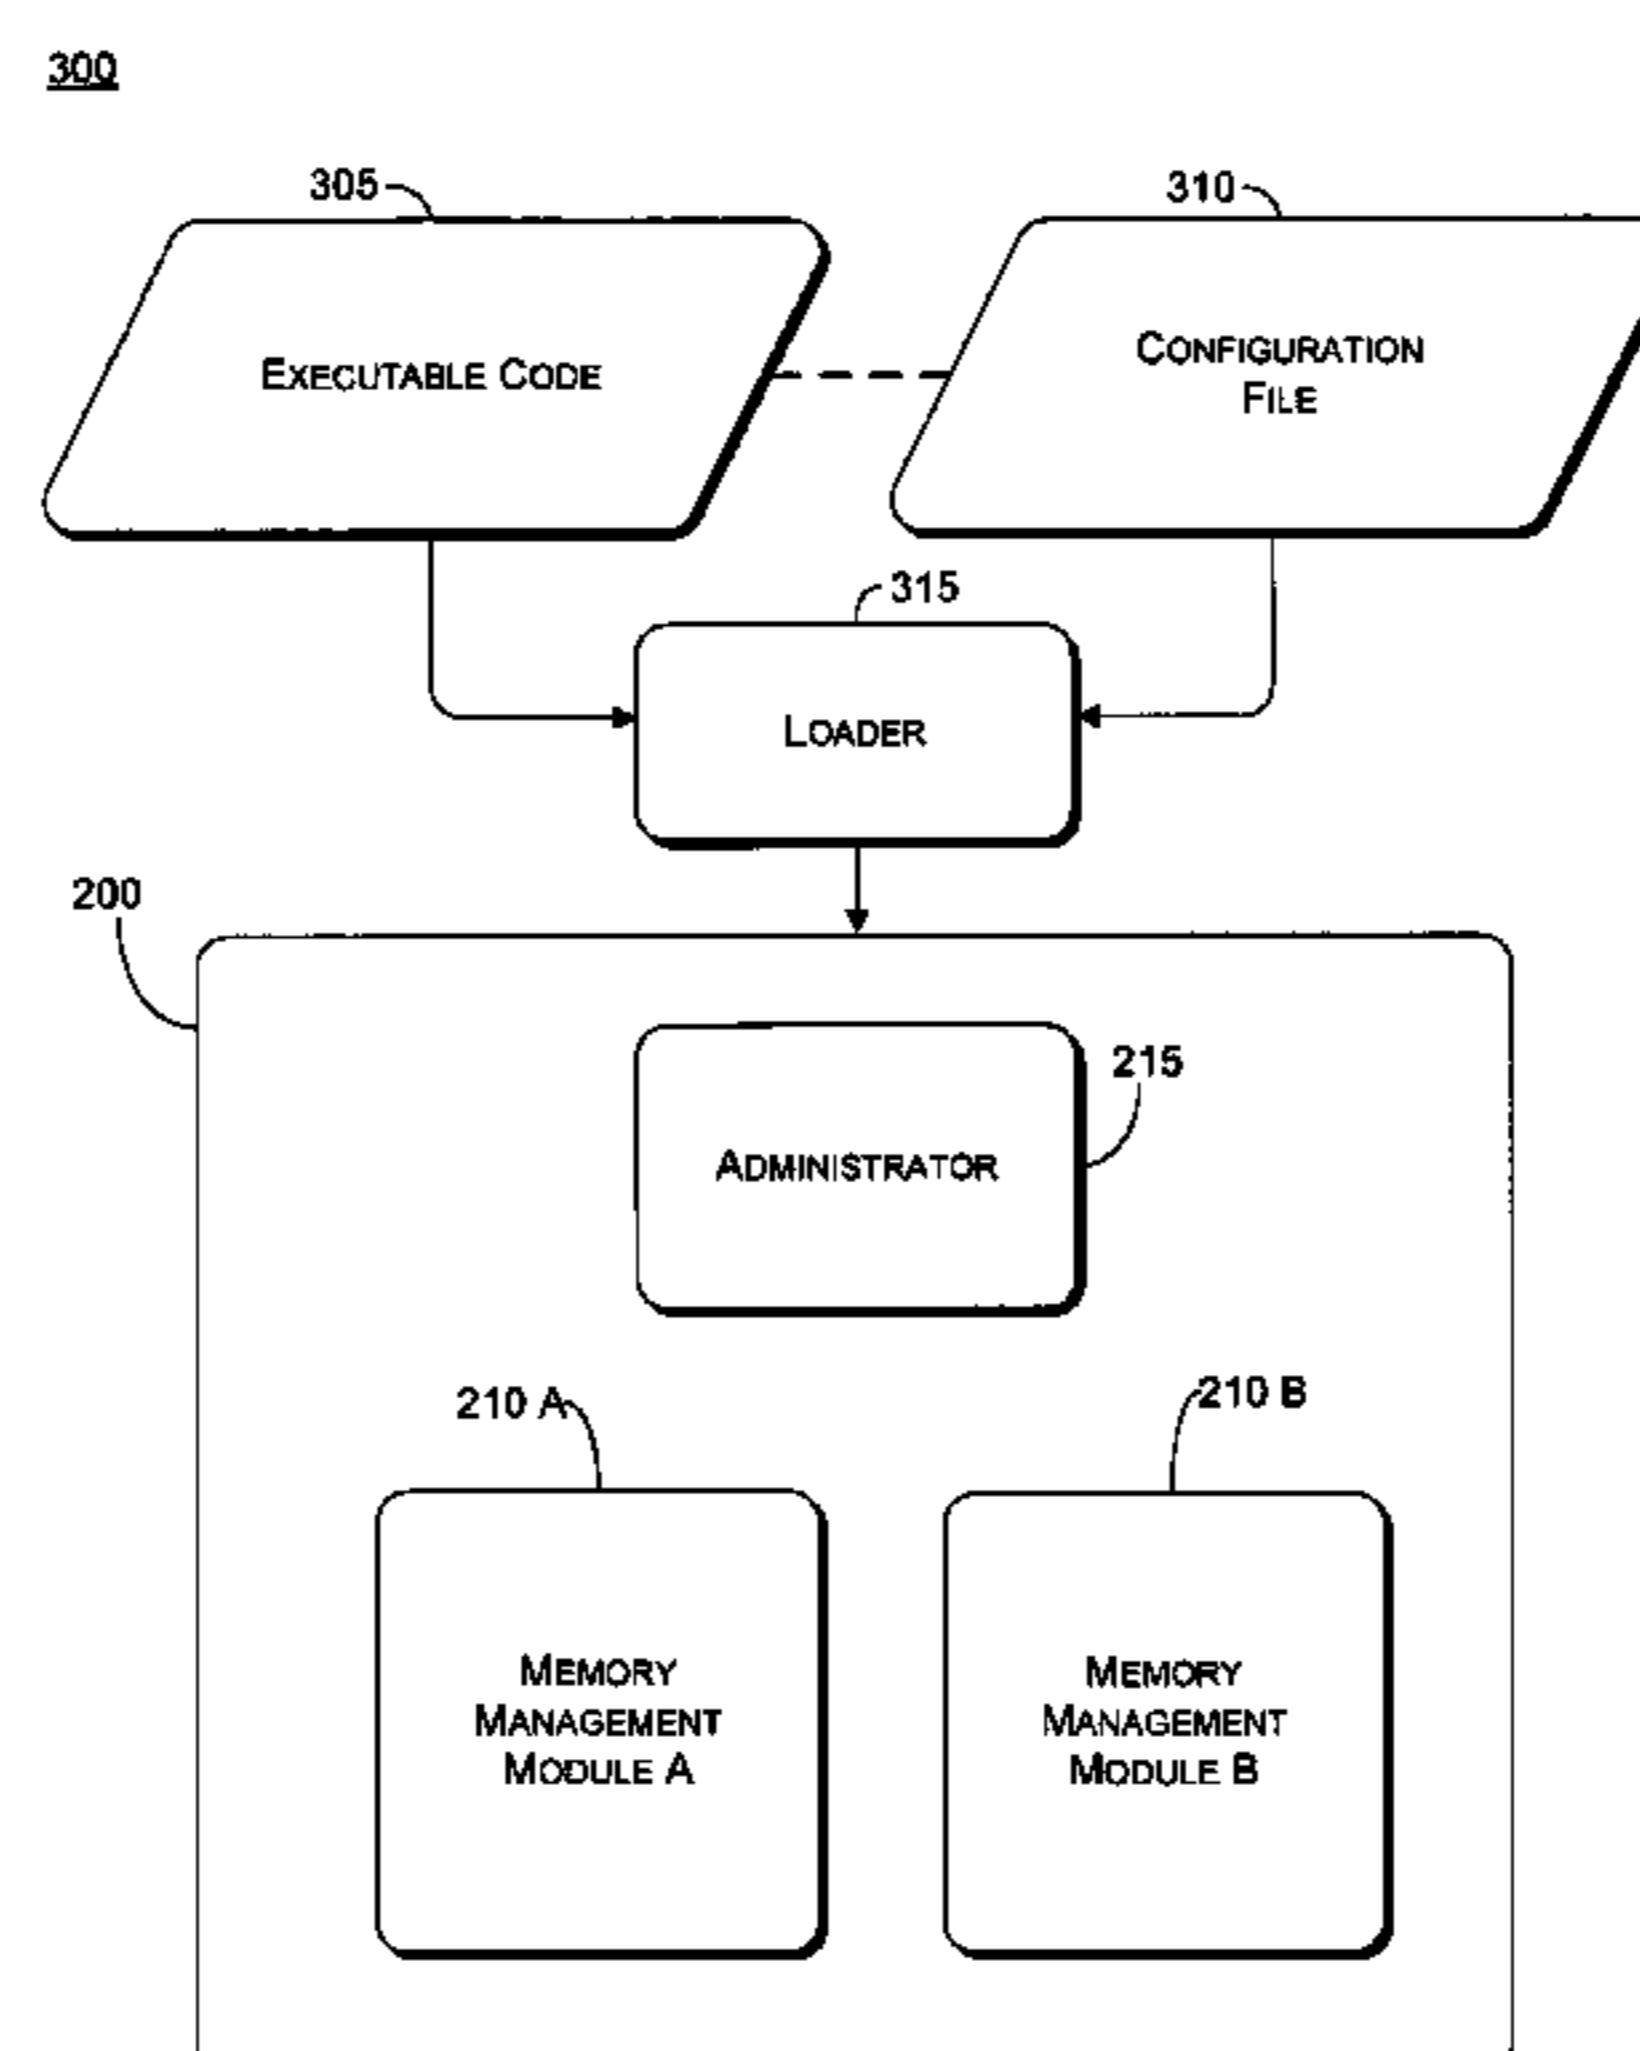 300
305
310
EXECUTABLE CODE
CONFIGURATION
FILE
315
LOADER
200
215
ADMINISTRATOR
210 A
210 B
MEMORY
MANAGEMENT
MODULE A
MEMORY
MANAGEMENT
MODULE B